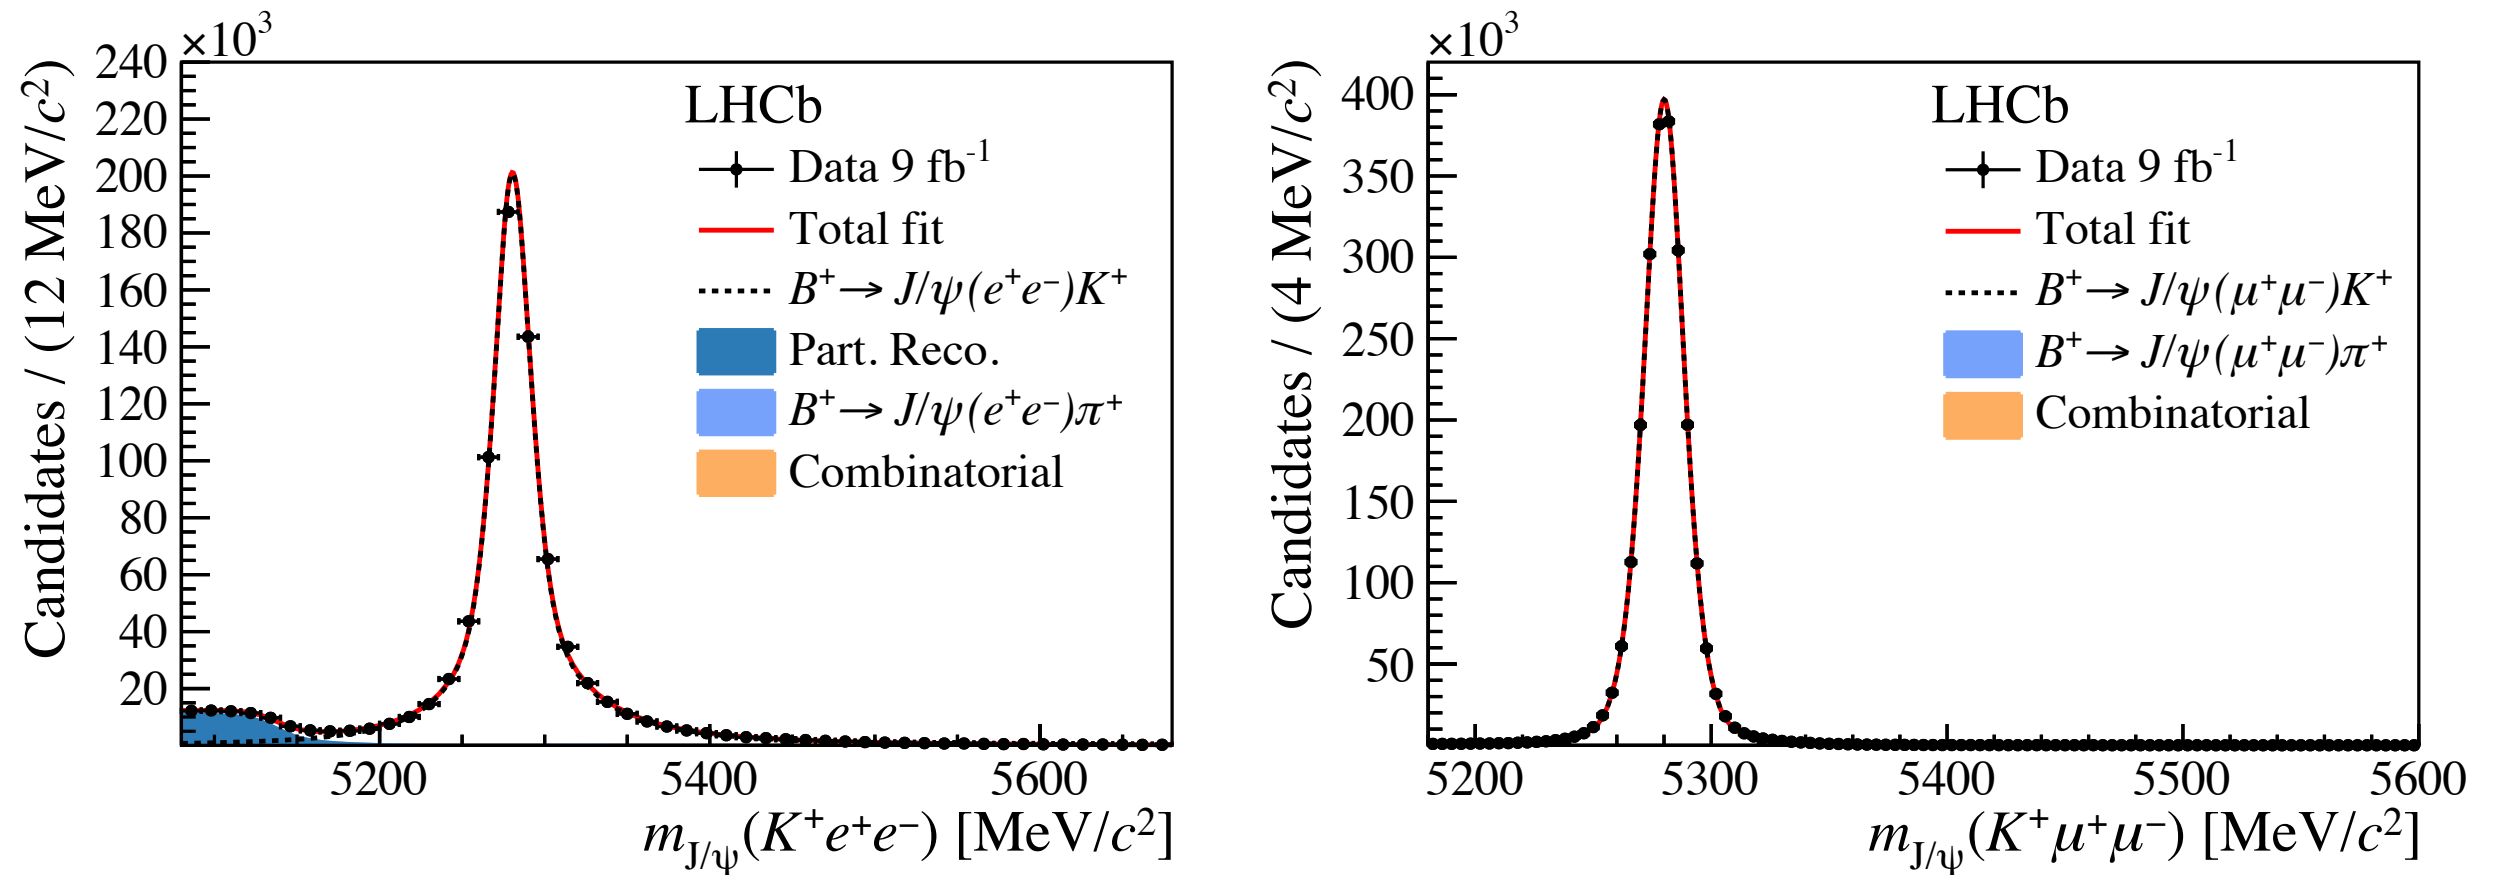 ×10³
240
220
200
180
160
140
120
100
80
60
40
20
Candidates / (12 MeV/c²)
LHCb
Data 9 fb⁻¹
Total fit
B⁺→ J/ψ(e⁺e⁻)K⁺
Part. Reco.
B⁺→ J/ψ(e⁺e⁻)π⁺
Combinatorial
5200 5400 5600
m_J/ψ(K⁺e⁺e⁻) [MeV/c²]
×10³
400
350
300
250
200
150
100
50
Candidates / (4 MeV/c²)
LHCb
Data 9 fb⁻¹
Total fit
B⁺→ J/ψ(μ⁺μ⁻)K⁺
B⁺→ J/ψ(μ⁺μ⁻)π⁺
Combinatorial
5200 5300 5400 5500 5600
m_J/ψ(K⁺μ⁺μ⁻) [MeV/c²]